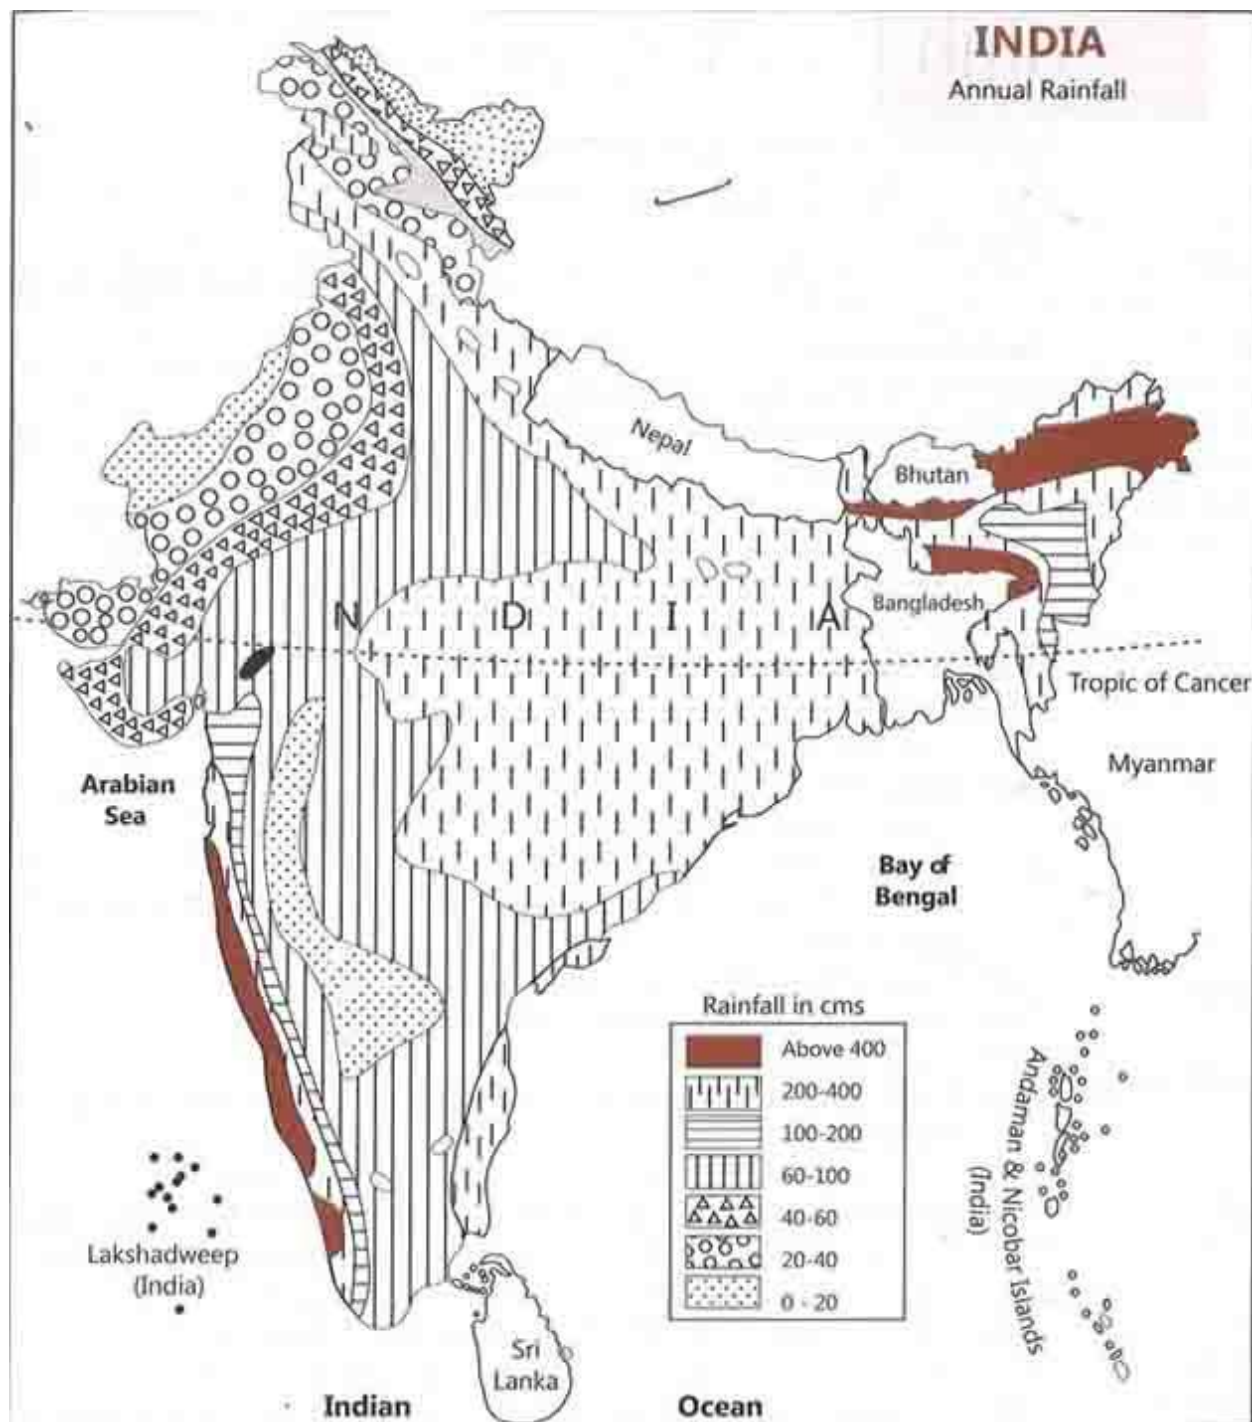 INDIA
Annual Rainfall
Nepal
Bhutan
Bangladesh
N D I A
Tropic of Cancer
Myanmar
Arabian
Sea
Bay of
Bengal
Rainfall in cms
Above 400
200-400
100-200
60-100
40-60
20-40
0 - 20
Andaman & Nicobar Islands
(India)
Lakshadweep
(India)
Sri
Lanka
Indian Ocean